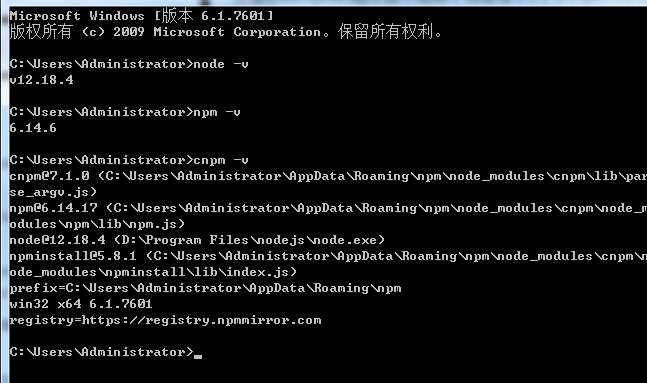 Microsoft Windows [版本 6.1.7601]
版权所有 (c) 2009 Microsoft Corporation。保留所有权利。
C:\Users\Administrator>node -v
v12.18.4
C:\Users\Administrator>npm -v
6.14.6
C:\Users\Administrator>cnpm -v
cnpm@7.1.0 (C:\Users\Administrator\AppData\Roaming\npm\node_modules\cnpm\lib\par
se_argv.js)
npm@6.14.17 (C:\Users\Administrator\AppData\Roaming\npm\node_modules\cnpm\node_m
odules\npm\lib\npm.js)
node@12.18.4 (D:\Program Files\nodejs\node.exe)
npminstall@5.8.1 (C:\Users\Administrator\AppData\Roaming\npm\node_modules\cnpm\n
ode_modules\npminstall\lib\index.js)
prefix=C:\Users\Administrator\AppData\Roaming\npm
win32 x64 6.1.7601
registry=https://registry.npmmirror.com
C:\Users\Administrator>_